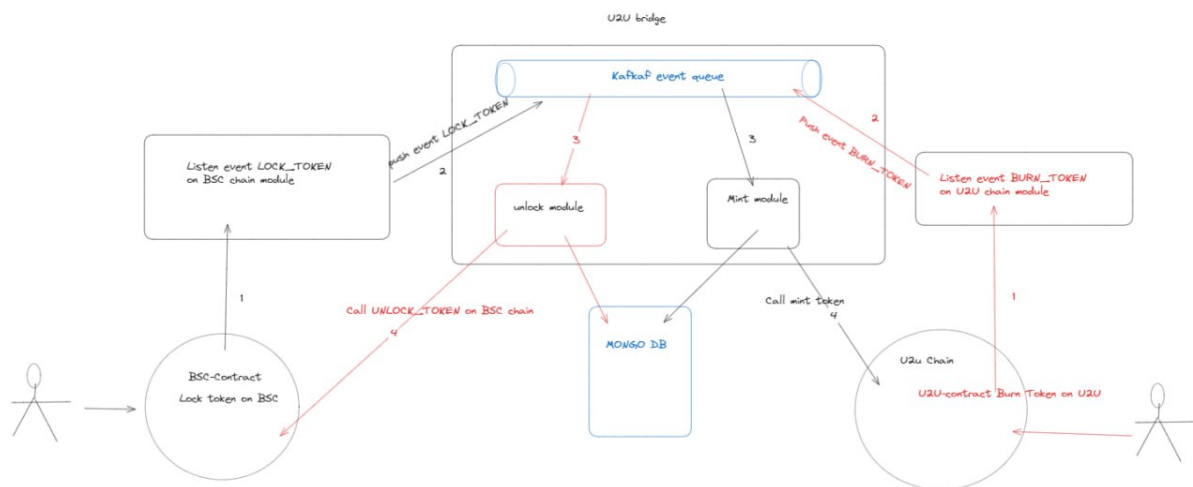 U2U bridge
Kafkaf event queue
push event LOCK_TOKEN
2
2
Push event BURN_TOKEN
3
3
Listen event LOCK_TOKEN
on BSC chain module
Listen event BURN_TOKEN
on U2U chain module
unlock module
Mint module
1
1
Call UNLOCK_TOKEN on BSC chain
4
Call mint token
4
MONGO DB
BSC-Contract
Lock token on BSC
U2u Chain
U2U-contract Burn Token on U2U